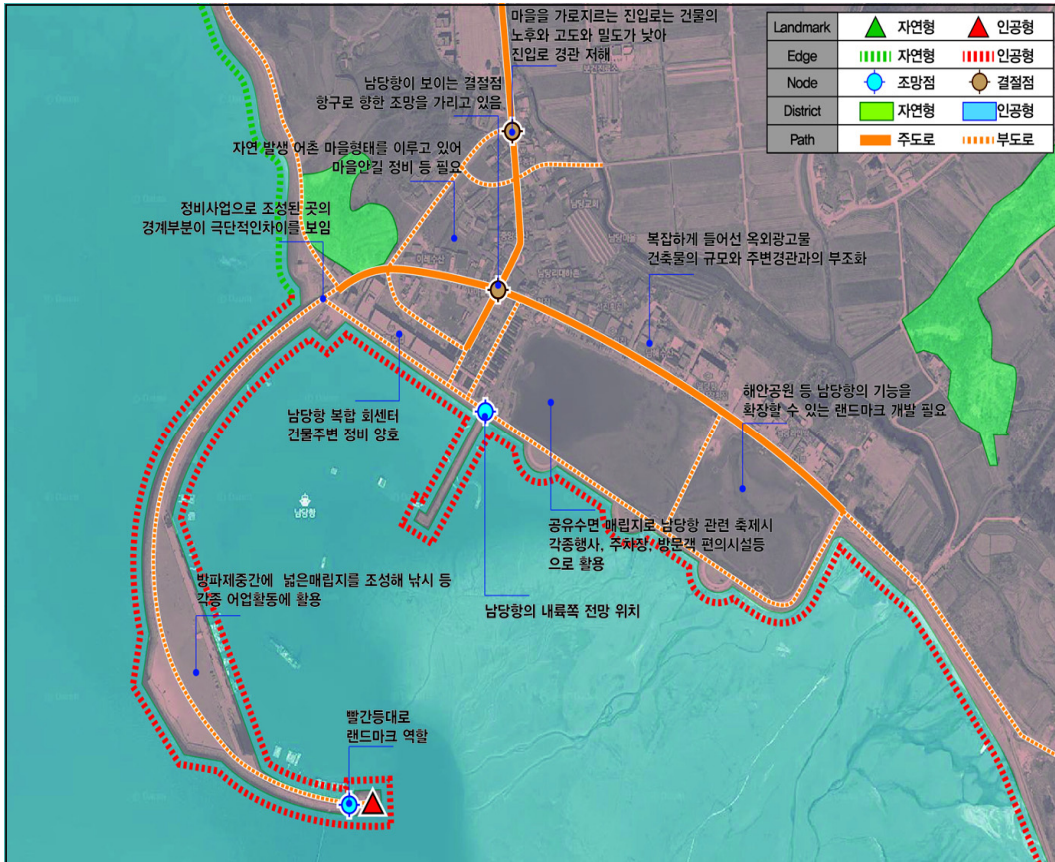 마을을 가로지르는 진입로는 건물의
노후와 고도와 밀도가 낮아
진입로 경관 저해
남당항이 보이는 결절점
항구로 향한 조망을 가리고 있음
자연 발생 어촌 마을형태를 이루고 있어
마을안길 정비 등 필요
정비사업으로 조성된 곳의
경계부분이 극단적인차이를 보임
Landmark 자연형 인공형
Edge 자연형 인공형
Node 조망점 결절점
District 자연형 인공형
Path 주도로 부도로
복잡하게 들어선 옥외광고물
건축물의 규모와 주변경관과의 부조화
해안공원 등 남당항의 기능을
확장할 수 있는 랜드마크 개발 필요
남당항 복합 회센터
건물주변 정비 양호
남당항
공유수면 매립지로 남당항 관련 축제시
각종행사, 주차장, 방문객 편의시설등
으로 활용
방파제중간에 넓은매립지를 조성해 낚시 등
각종 어업활동에 활용
남당항의 내륙쪽 전망 위치
빨간등대로
랜드마크 역할
남당교회